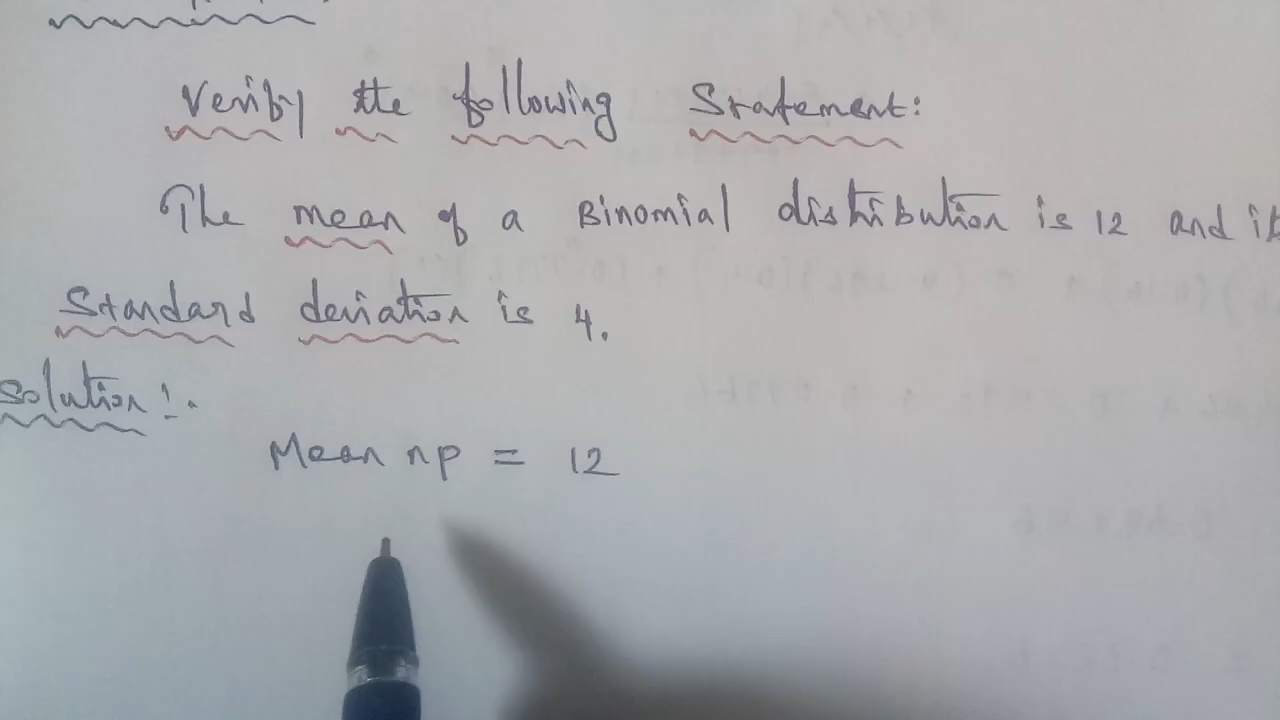 Verify the following Statement:
The mean of a Binomial distribution is 12 and its
Standard deviation is 4.
Solution:-
Mean np = 12